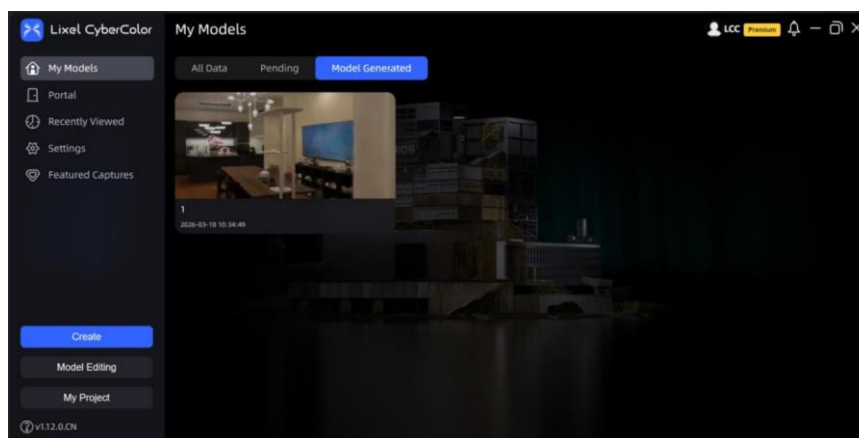 Lixel CyberColor
My Models
LCC Premium
My Models
Portal
Recently Viewed
Settings
Featured Captures
All Data Pending Model Generated
1
2026-03-18 10:34:49
Create
Model Editing
My Project
v1.12.0.CN